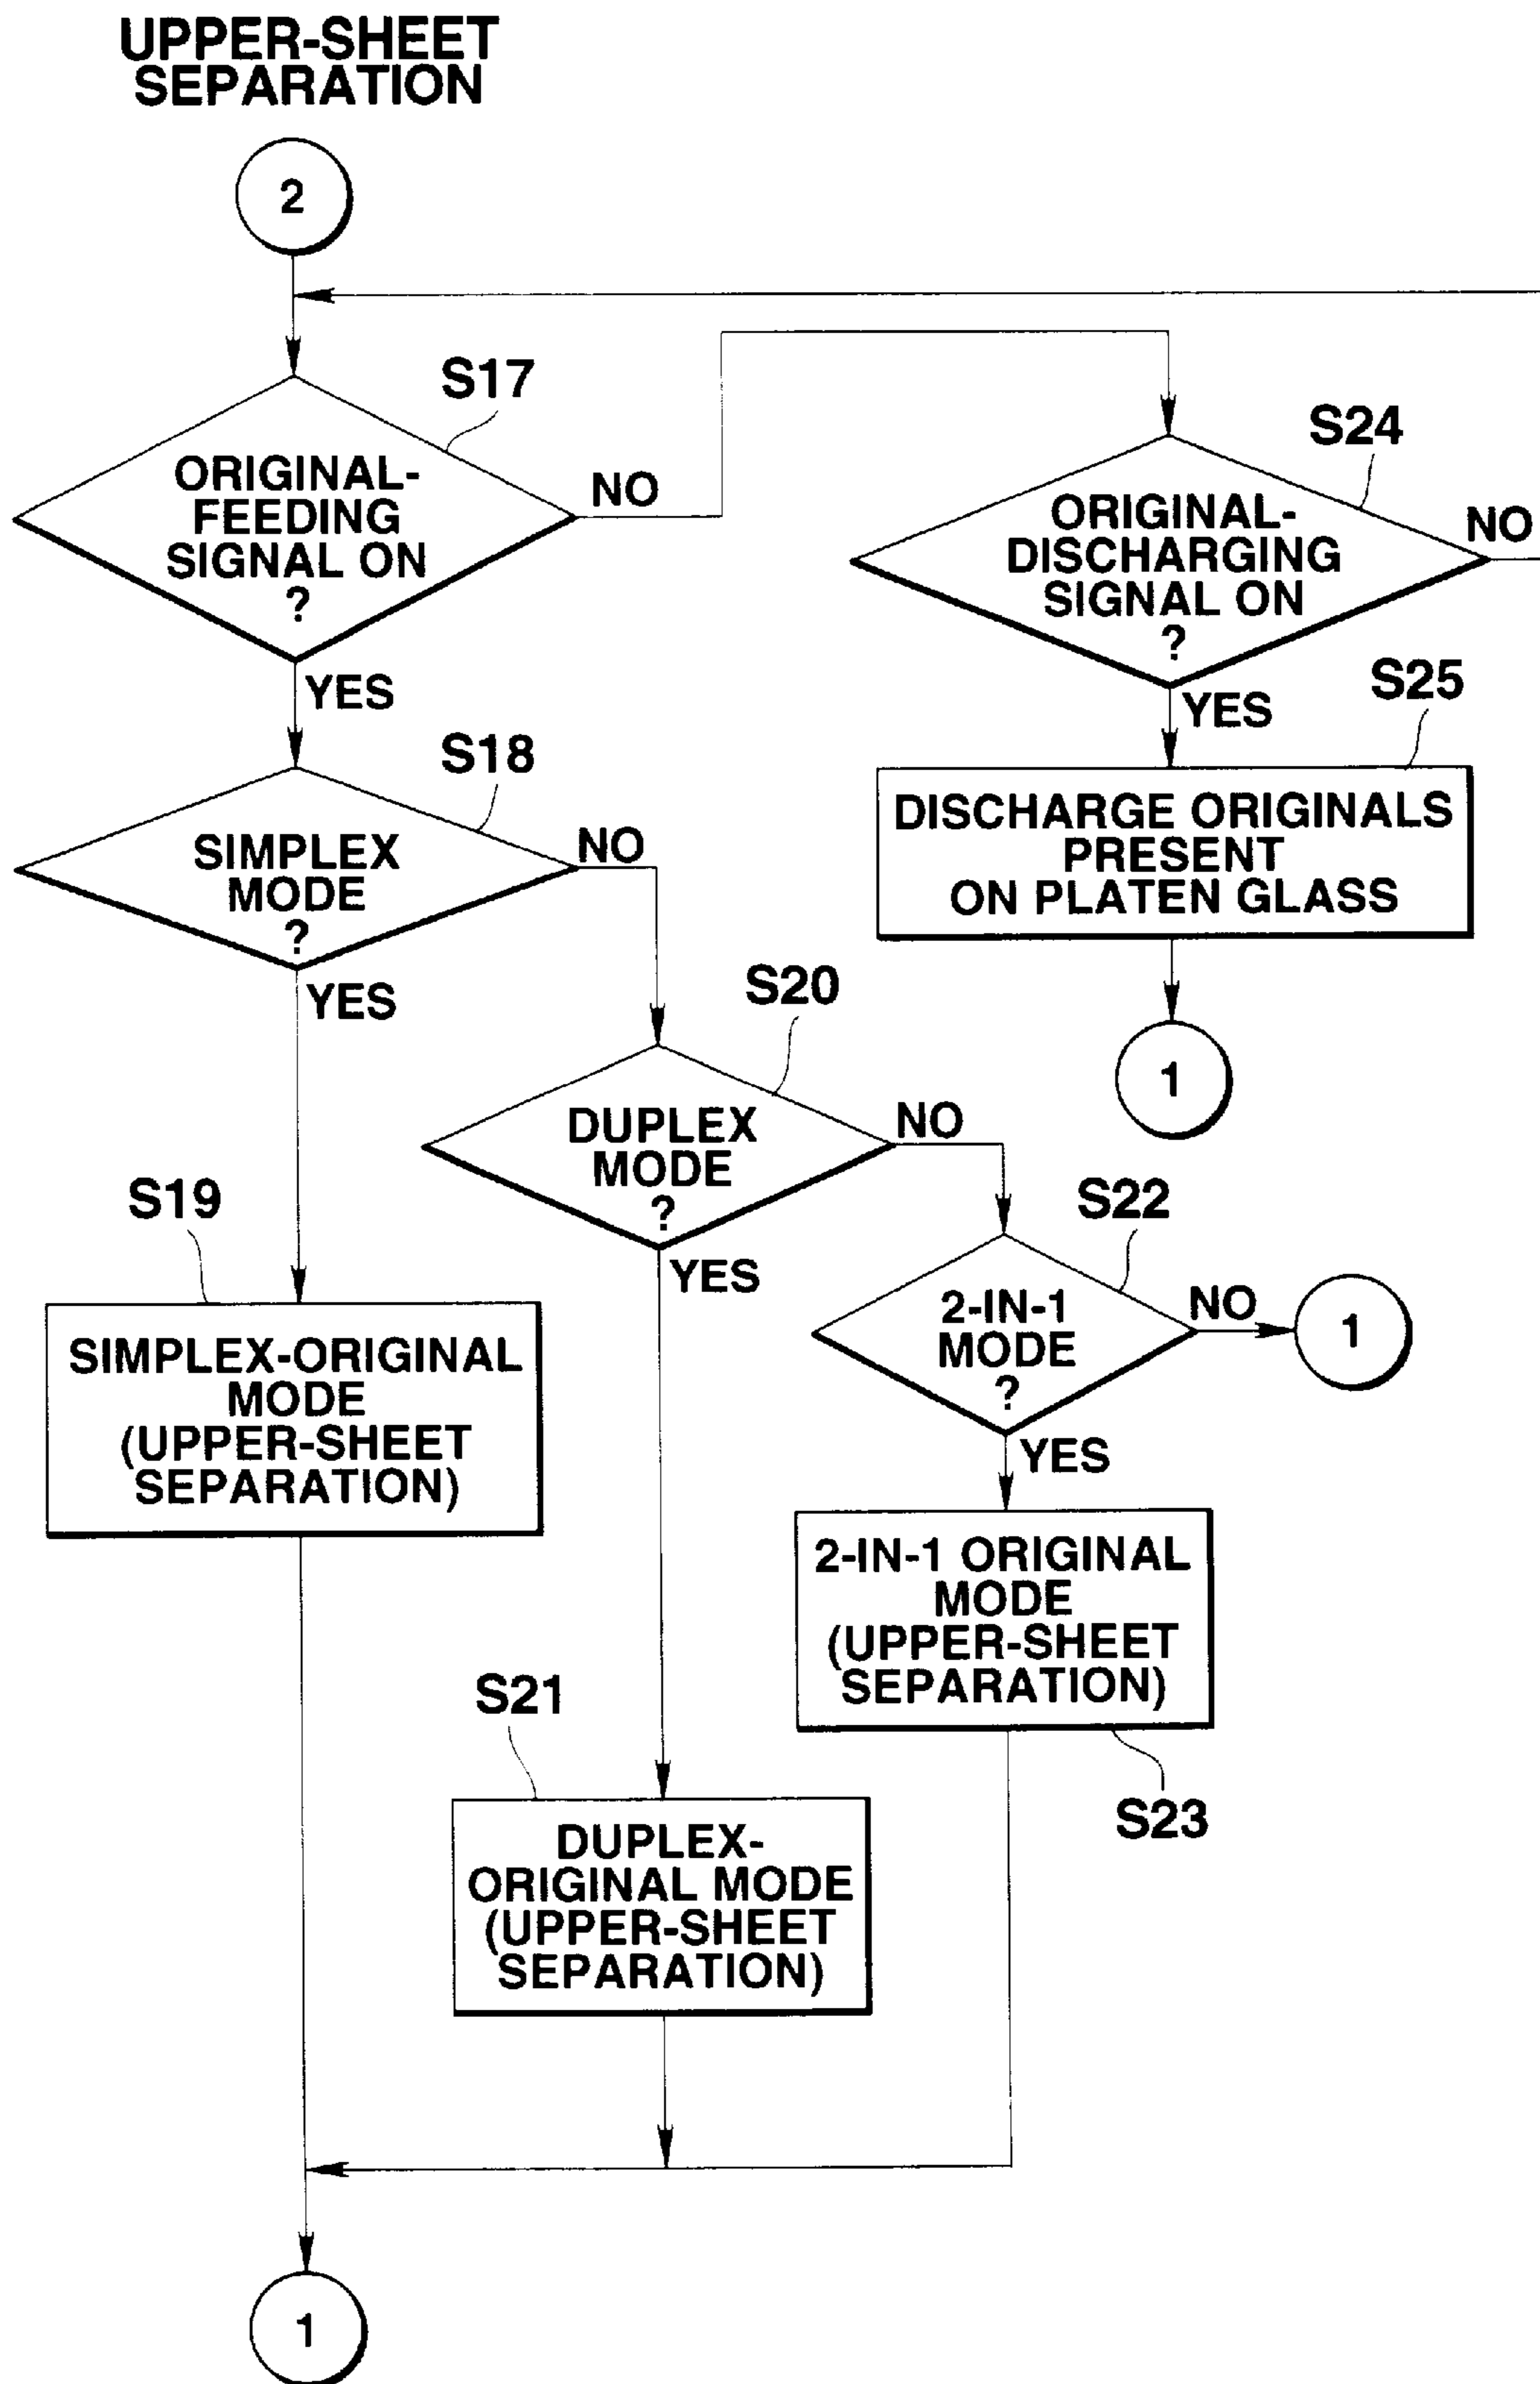 UPPER-SHEET
SEPARATION
2
S17
ORIGINAL-
FEEDING
SIGNAL ON
?
NO
YES
S24
ORIGINAL-
DISCHARGING
SIGNAL ON
?
NO
YES
S25
DISCHARGE ORIGINALS
PRESENT
ON PLATEN GLASS
1
S18
SIMPLEX
MODE
?
NO
YES
S20
DUPLEX
MODE
?
NO
YES
S22
2-IN-1
MODE
?
NO
1
YES
S19
SIMPLEX-ORIGINAL
MODE
(UPPER-SHEET
SEPARATION)
2-IN-1 ORIGINAL
MODE
(UPPER-SHEET
SEPARATION)
S23
S21
DUPLEX-
ORIGINAL MODE
(UPPER-SHEET
SEPARATION)
1